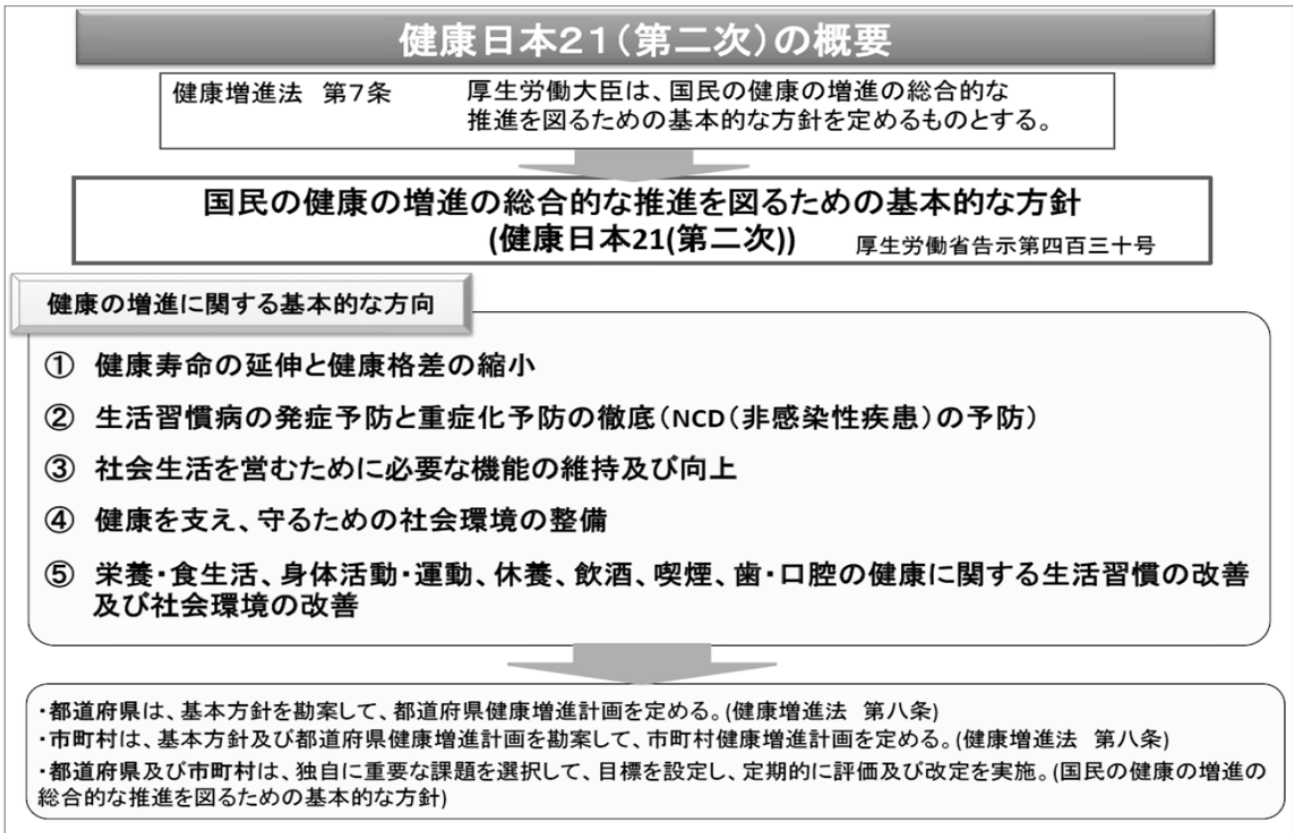 健康日本２１（第二次）の概要
健康増進法　第７条　　　厚生労働大臣は、国民の健康の増進の総合的な
推進を図るための基本的な方針を定めるものとする。
国民の健康の増進の総合的な推進を図るための基本的な方針
(健康日本21(第二次))　厚生労働省告示第四百三十号
健康の増進に関する基本的な方向
①　健康寿命の延伸と健康格差の縮小
②　生活習慣病の発症予防と重症化予防の徹底（NCD（非感染性疾患）の予防）
③　社会生活を営むために必要な機能の維持及び向上
④　健康を支え、守るための社会環境の整備
⑤　栄養・食生活、身体活動・運動、休養、飲酒、喫煙、歯・口腔の健康に関する生活習慣の改善
及び社会環境の改善
・都道府県は、基本方針を勘案して、都道府県健康増進計画を定める。(健康増進法　第八条)
・市町村は、基本方針及び都道府県健康増進計画を勘案して、市町村健康増進計画を定める。(健康増進法　第八条)
・都道府県及び市町村は、独自に重要な課題を選択して、目標を設定し、定期的に評価及び改定を実施。(国民の健康の増進の
総合的な推進を図るための基本的な方針)